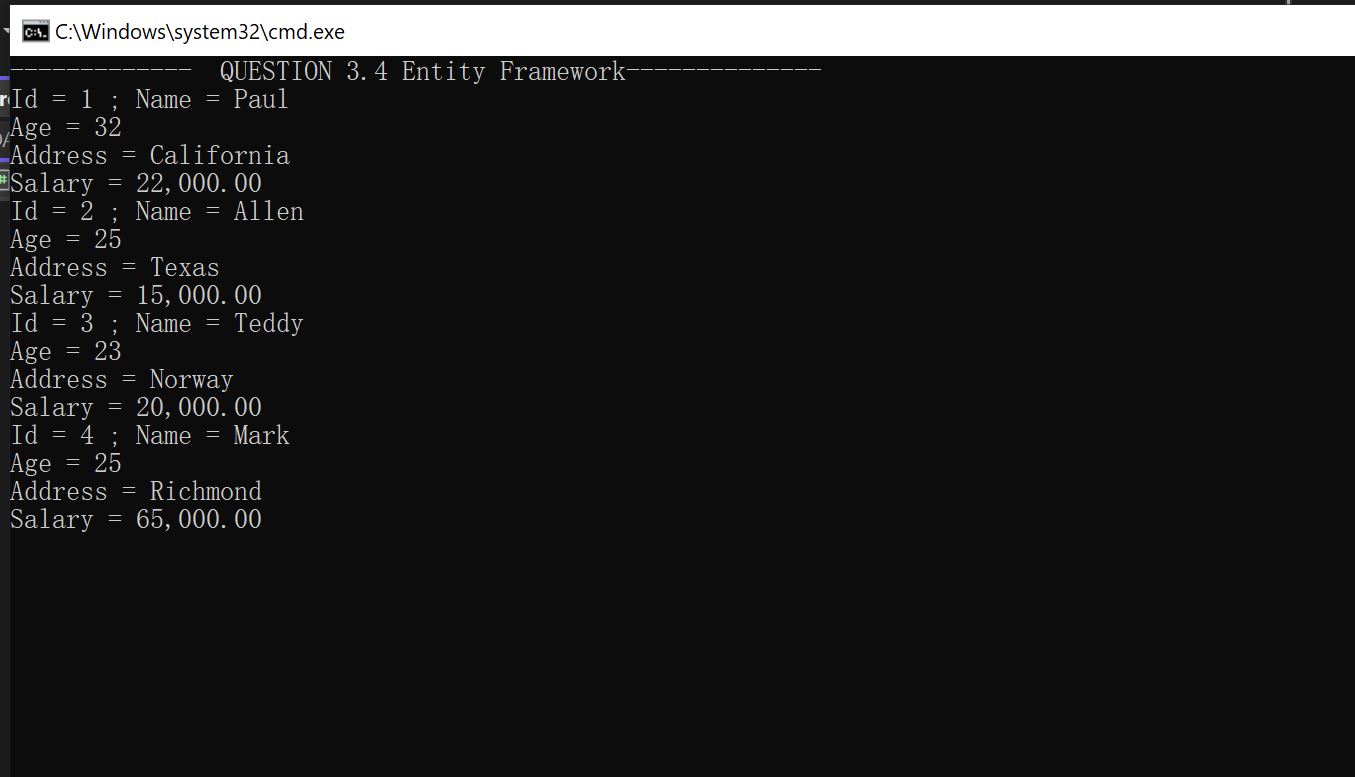 C:\Windows\system32\cmd.exe
-------------  QUESTION 3.4 Entity Framework--------------
Id = 1 ; Name = Paul
Age = 32
Address = California
Salary = 22,000.00
Id = 2 ; Name = Allen
Age = 25
Address = Texas
Salary = 15,000.00
Id = 3 ; Name = Teddy
Age = 23
Address = Norway
Salary = 20,000.00
Id = 4 ; Name = Mark
Age = 25
Address = Richmond
Salary = 65,000.00